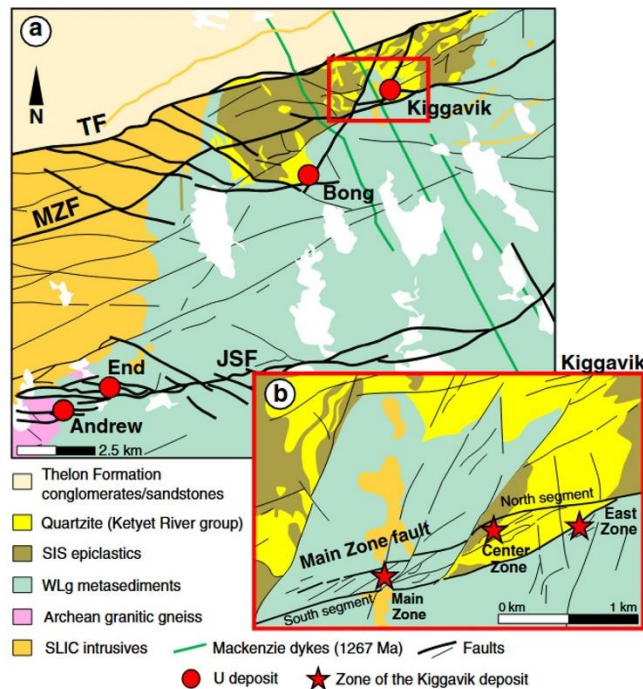 a
N
TF
MZF
Kiggavik
Bong
End
JSF
Andrew
2.5 km
Kiggavik
b
North segment
Main Zone fault
Center
Zone
East
Zone
South segment
Main
Zone
0 km
1 km
Thelon Formation
conglomerates/sandstones
Quartzite (Ketyet River group)
SIS epiclastics
WLg metasediments
Archean granitic gneiss
SLIC intrusives
Mackenzie dykes (1267 Ma)
Faults
U deposit
Zone of the Kiggavik deposit